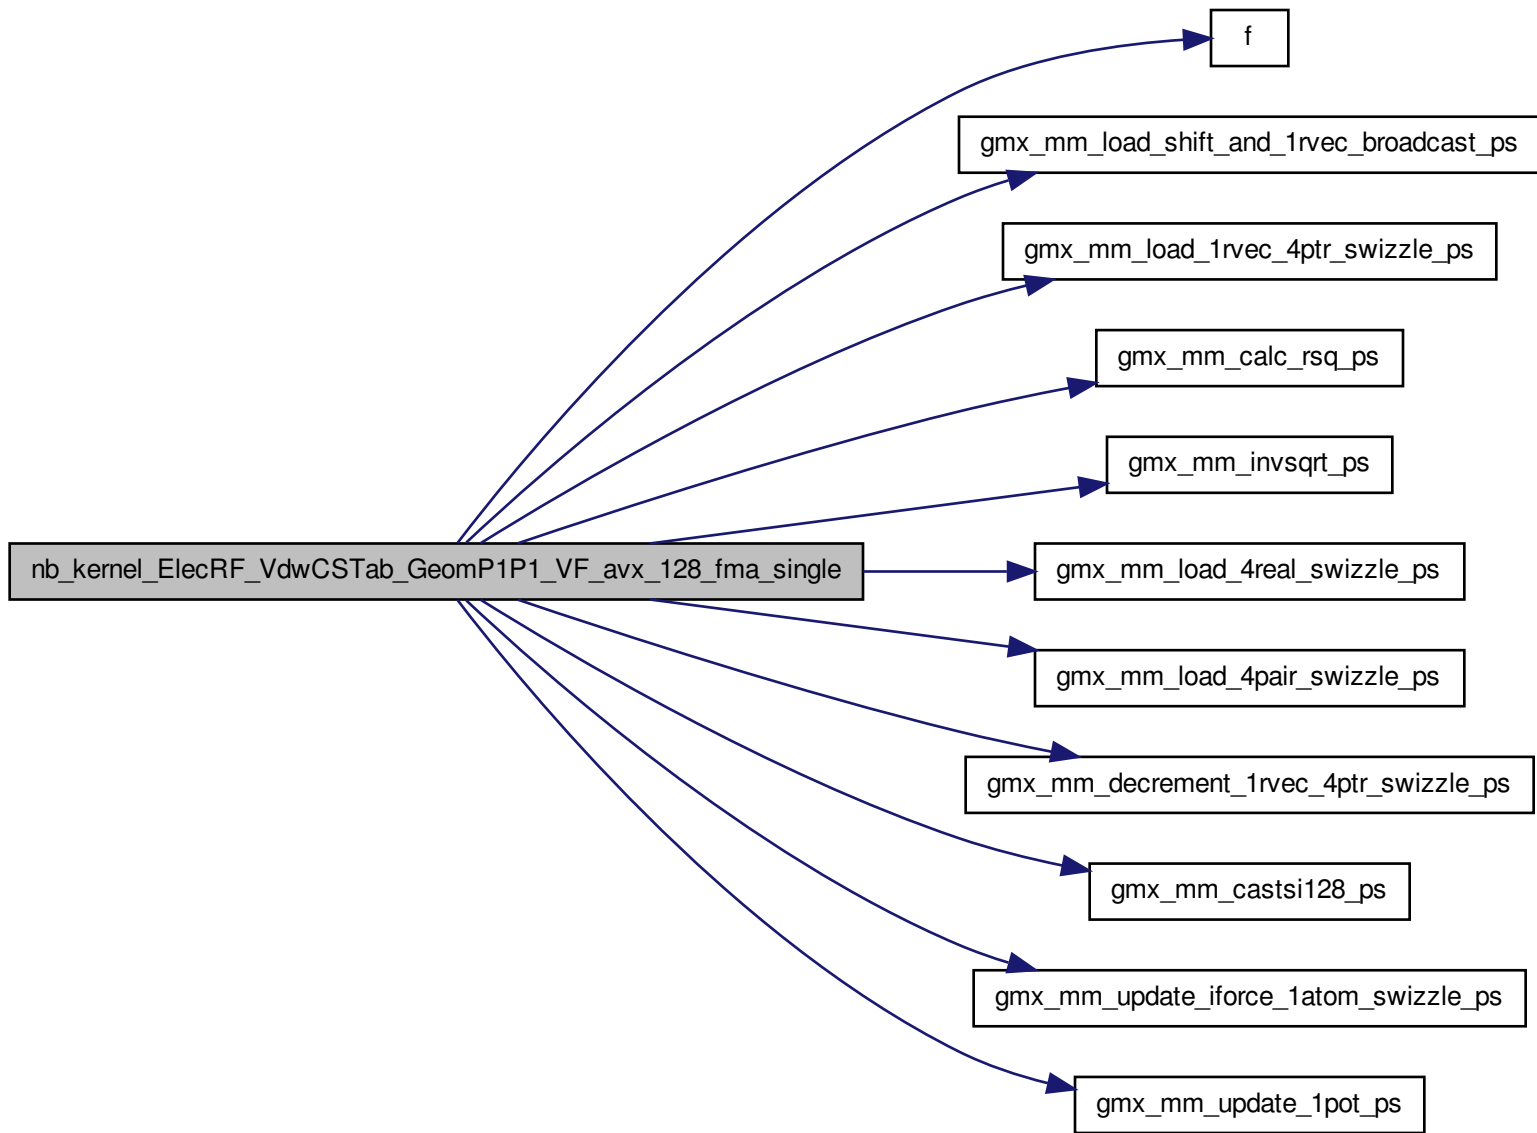 f
gmx_mm_load_shift_and_1rvec_broadcast_ps
gmx_mm_load_1rvec_4ptr_swizzle_ps
gmx_mm_calc_rsq_ps
gmx_mm_invsqrt_ps
nb_kernel_ElecRF_VdwCSTab_GeomP1P1_VF_avx_128_fma_single
gmx_mm_load_4real_swizzle_ps
gmx_mm_load_4pair_swizzle_ps
gmx_mm_decrement_1rvec_4ptr_swizzle_ps
gmx_mm_castsi128_ps
gmx_mm_update_iforce_1atom_swizzle_ps
gmx_mm_update_1pot_ps